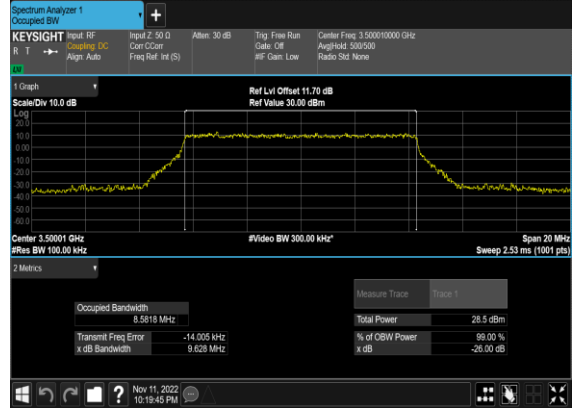 Spectrum Analyzer 1
Occupied BW
+
KEYSIGHT Input: RF Input Z: 50 Ω Atten: 30 dB Trig: Free Run Center Freq: 3.500010000 GHz
R T Coupling: DC Corr CCorr Gate: Off Avg|Hold: 500/500
Align: Auto Freq Ref: Int (S) #IF Gain: Low Radio Std: None
1 Graph
Ref Lvl Offset 11.70 dB
Scale/Div 10.0 dB Ref Value 30.00 dBm
Log
20.0
10.0
0.00
-10.0
-20.0
-30.0
-40.0
-50.0
-60.0
Center 3.50001 GHz #Video BW 300.00 kHz* Span 20 MHz
#Res BW 100.00 kHz Sweep 2.53 ms (1001 pts)
2 Metrics
Measure Trace Trace 1
Occupied Bandwidth
8.5818 MHz
Total Power 28.5 dBm
Transmit Freq Error -14.005 kHz % of OBW Power 99.00 %
x dB Bandwidth 9.628 MHz x dB -26.00 dB
? Nov 11, 2022
10:19:45 PM